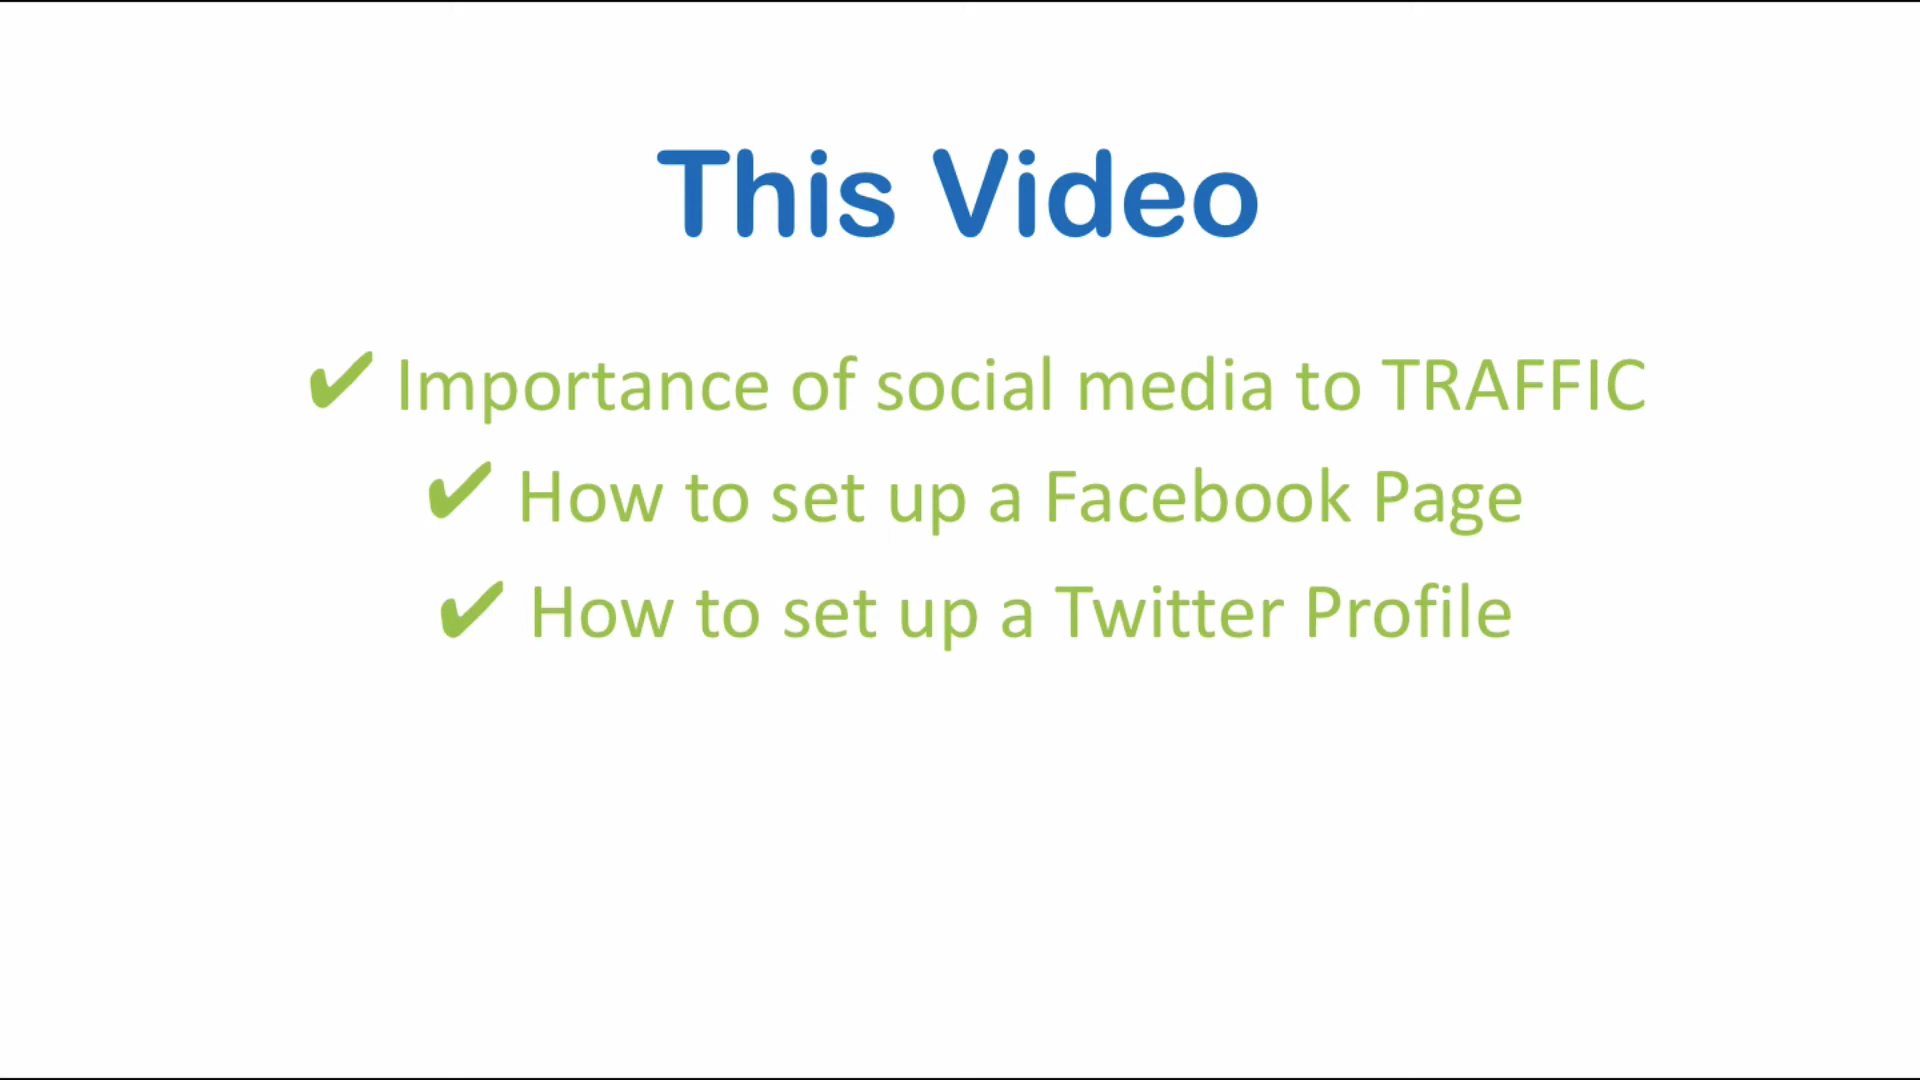 This Video
✔ Importance of social media to TRAFFIC
✔ How to set up a Facebook Page
✔ How to set up a Twitter Profile